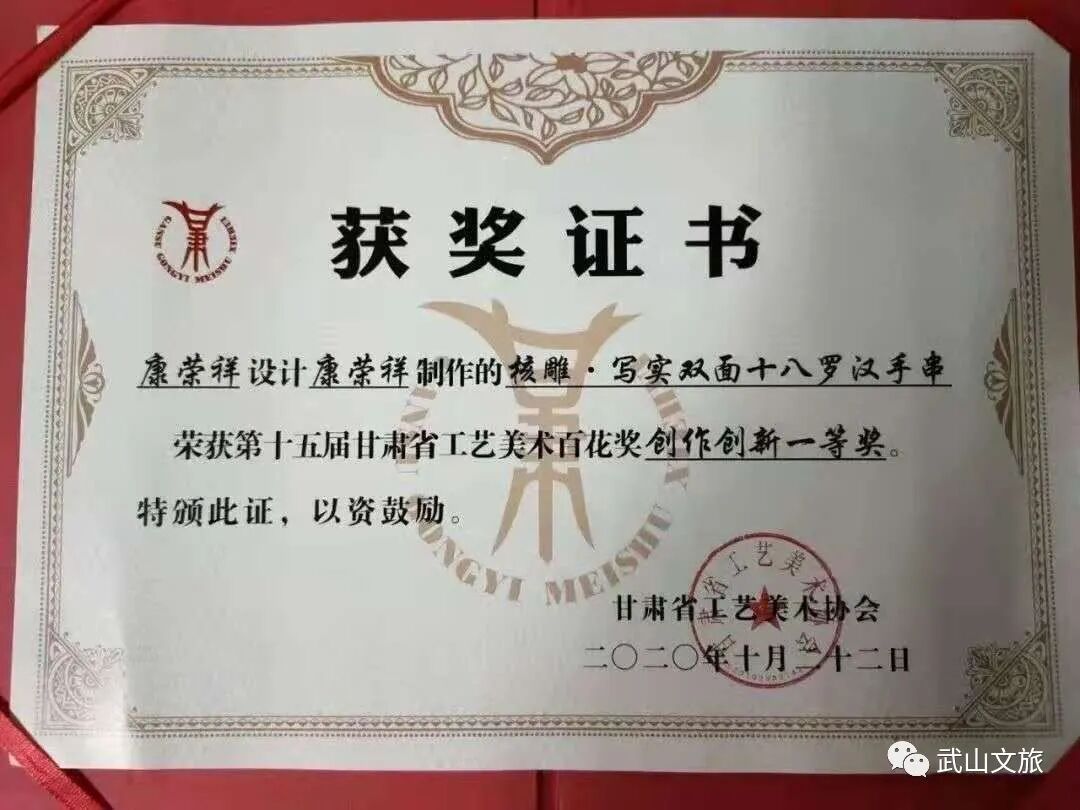 获奖证书
GANSU GONGYI MEISHU XIEHUI
康荣祥设计康荣祥制作的核雕·写实双面十八罗汉手串
荣获第十五届甘肃省工艺美术百花奖创作创新一等奖。
特颁此证，以资鼓励。
GONGYI MEISHU
甘肃省工艺美术协会
二〇二〇年十月二十二日
武山文旅